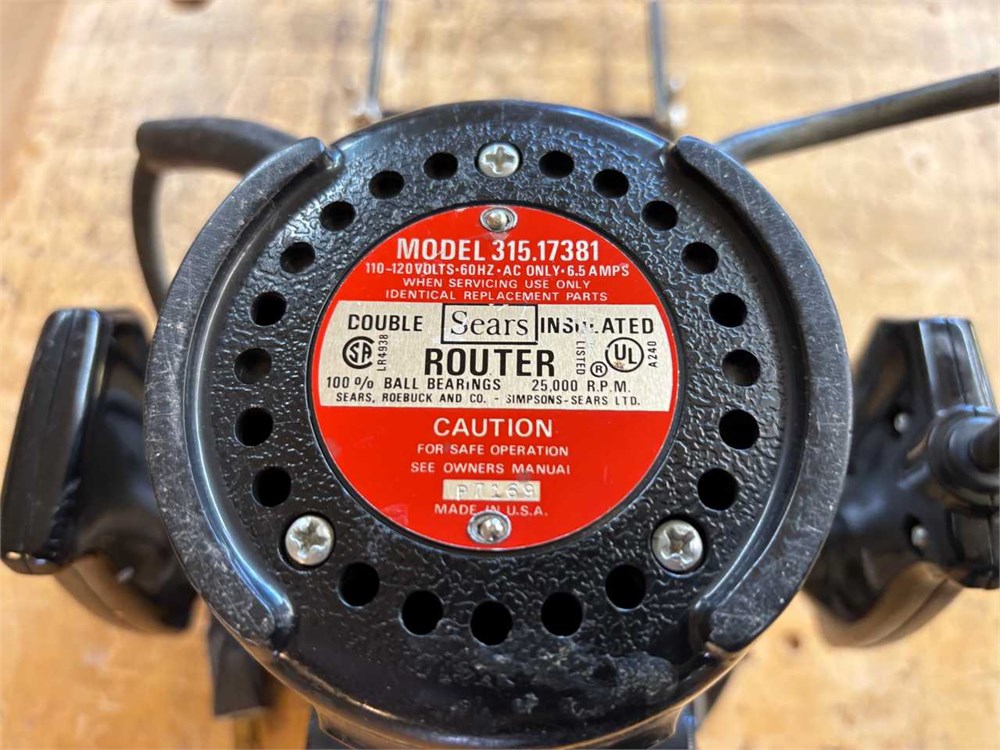 MODEL 315.17381
110-120 VOLTS • 60HZ • AC ONLY • 6.5 AMPS
WHEN SERVICING USE ONLY
IDENTICAL REPLACEMENT PARTS
DOUBLE Sears INSULATED
SA LR4938
ROUTER
LISTED ® UL A240
100% BALL BEARINGS 25,000 R.P.M.
SEARS, ROEBUCK AND CO. - SIMPSONS-SEARS LTD.
CAUTION
FOR SAFE OPERATION
SEE OWNERS MANUAL
P7169
MADE IN U.S.A.